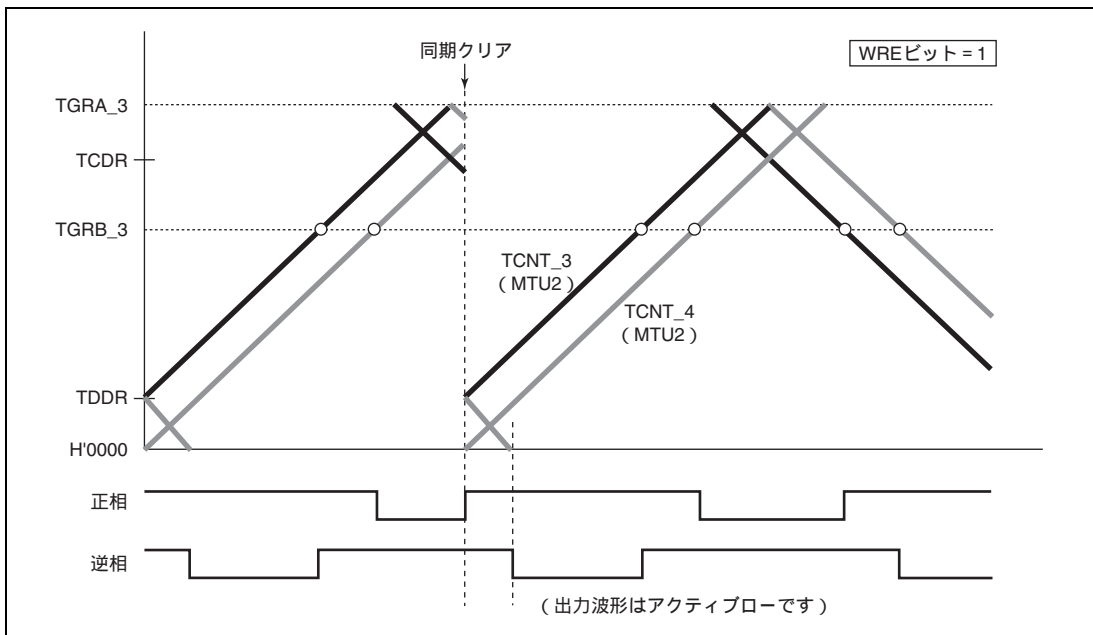 同期クリア
WREビット = 1
TGRA_3
TCDR
TGRB_3
TCNT_3
（MTU2）
TCNT_4
（MTU2）
TDDR
H'0000
正相
逆相
（出力波形はアクティブローです）